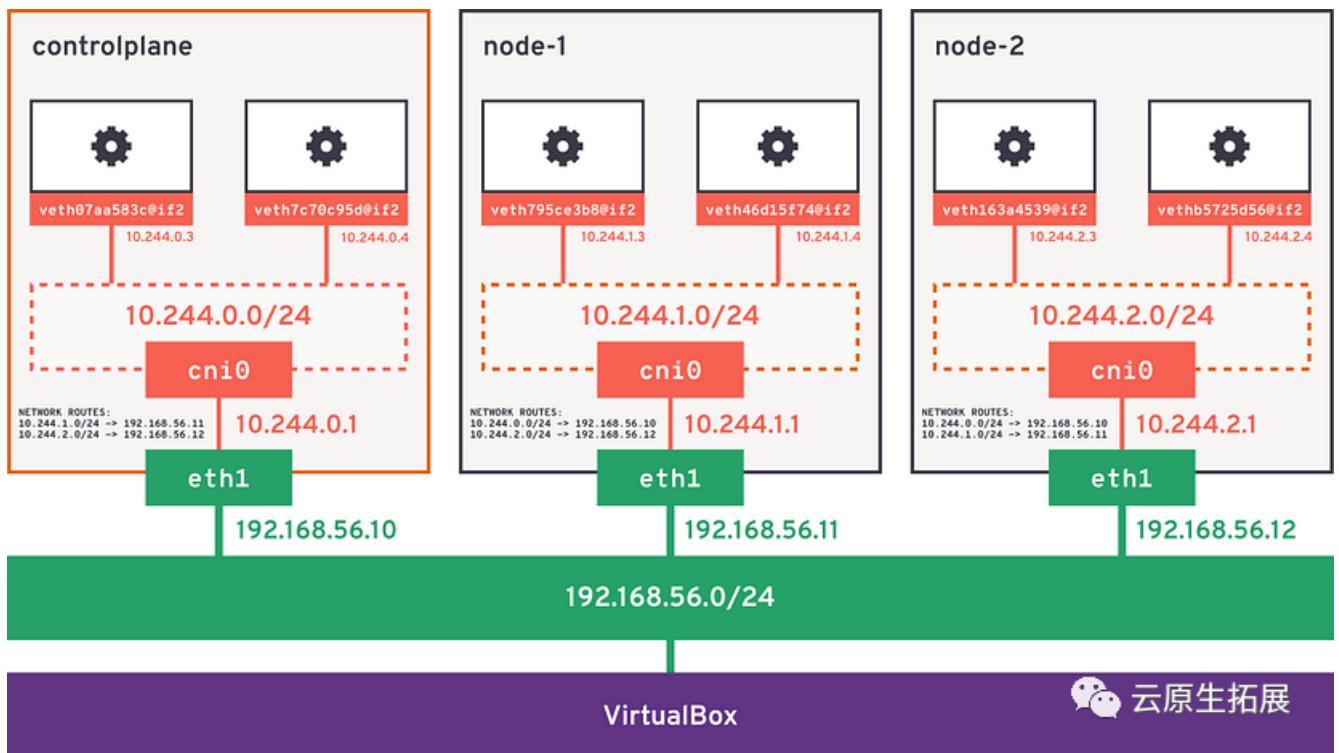 controlplane
veth07aa583c@if2
veth7c70c95d@if2
10.244.0.3
10.244.0.4
10.244.0.0/24
cni0
NETWORK ROUTES:
10.244.1.0/24 -> 192.168.56.11
10.244.2.0/24 -> 192.168.56.12
10.244.0.1
eth1
192.168.56.10
node-1
veth795ce3b8@if2
veth46d15f74@if2
10.244.1.3
10.244.1.4
10.244.1.0/24
cni0
NETWORK ROUTES:
10.244.0.0/24 -> 192.168.56.10
10.244.2.0/24 -> 192.168.56.12
10.244.1.1
eth1
192.168.56.11
node-2
veth163a4539@if2
vethb5725d56@if2
10.244.2.3
10.244.2.4
10.244.2.0/24
cni0
NETWORK ROUTES:
10.244.0.0/24 -> 192.168.56.10
10.244.1.0/24 -> 192.168.56.11
10.244.2.1
eth1
192.168.56.12
192.168.56.0/24
VirtualBox
云原生拓展